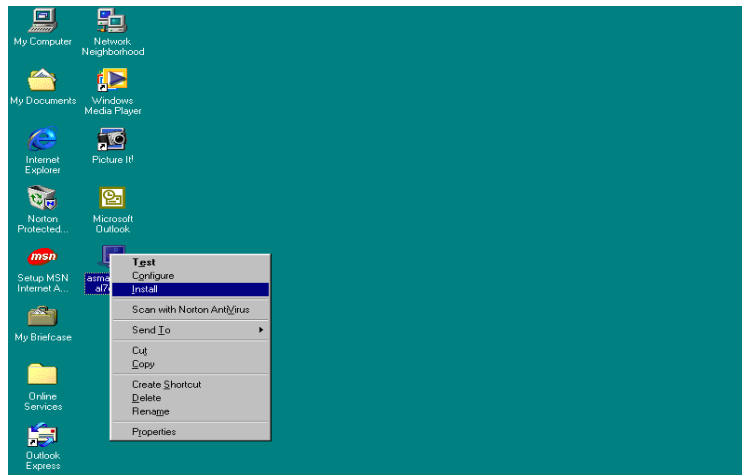 My Computer
Network
Neighborhood
My Documents
Windows
Media Player
Internet
Explorer
Picture It!
Norton
Protected...
Microsoft
Outlook
msn
Setup MSN
Internet A...
My Briefcase
Online
Services
Outlook
Express
Test
Configure
Install
Scan with Norton AntiVirus
Send To
Cut
Copy
Create Shortcut
Delete
Rename
Properties